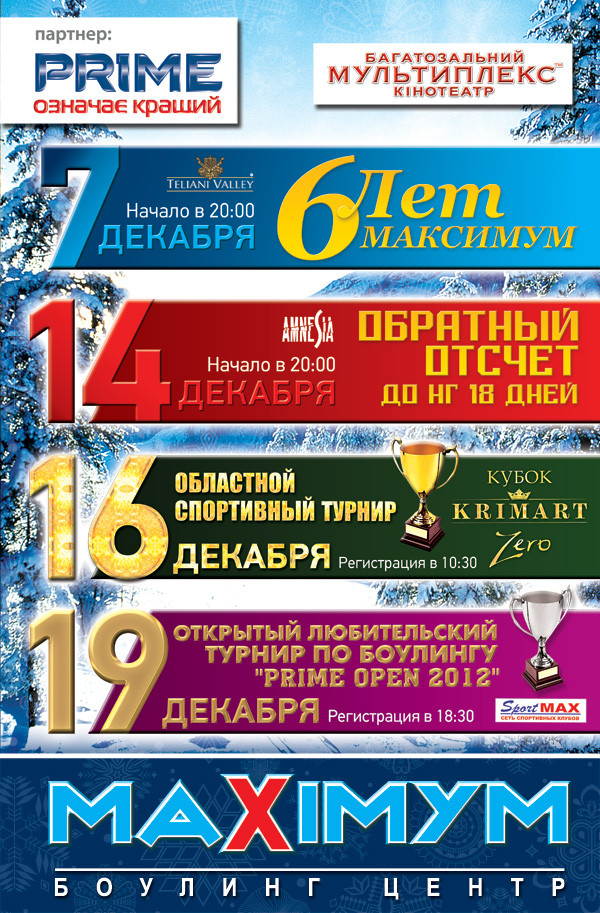 партнер:
PRIME
означає кращий
БАГАТОЗАЛЬНИЙ
МУЛЬТИПЛЕКС™
КІНОТЕАТР
7
TELIANI VALLEY
Начало в 20:00
ДЕКАБРЯ
6 Лет
МАКСИМУМ
14
AMNESIA
Начало в 20:00
ДЕКАБРЯ
ОБРАТНЫЙ
ОТСЧЕТ
ДО НГ 18 ДНЕЙ
16
ОБЛАСТНОЙ
СПОРТИВНЫЙ ТУРНИР
ДЕКАБРЯ Регистрация в 10:30
КУБОК
KRIMART
Zero
19
ОТКРЫТЫЙ ЛЮБИТЕЛЬСКИЙ
ТУРНИР ПО БОУЛИНГУ
"PRIME OPEN 2012"
ДЕКАБРЯ Регистрация в 18:30
Sport MAX
СЕТЬ СПОРТИВНЫХ КЛУБОВ
МАXІМУМ
БОУЛИНГ ЦЕНТР